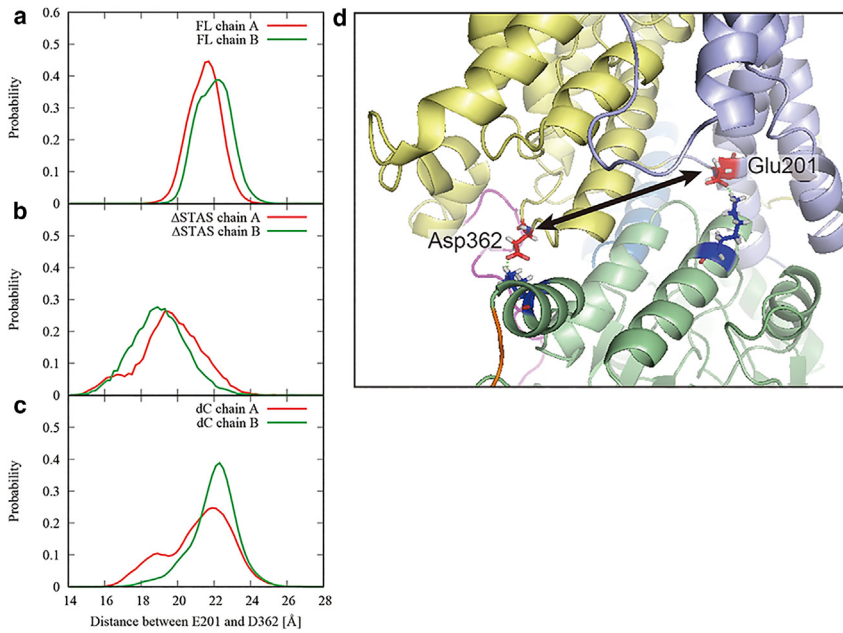 a
FL chain A
FL chain B
0.5
0.4
0.3
0.2
0.1
0
Probability
b
ΔSTAS chain A
ΔSTAS chain B
0.5
0.4
0.3
0.2
0.1
0
Probability
c
dC chain A
dC chain B
0.5
0.4
0.3
0.2
0.1
0
Probability
14 16 18 20 22 24 26 28
Distance between E201 and D362 [Å]
d
Glu201
Asp362